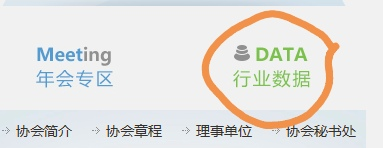 Meeting DATA
年会专区 行业数据
协会简介 协会章程 理事单位 协会秘书处